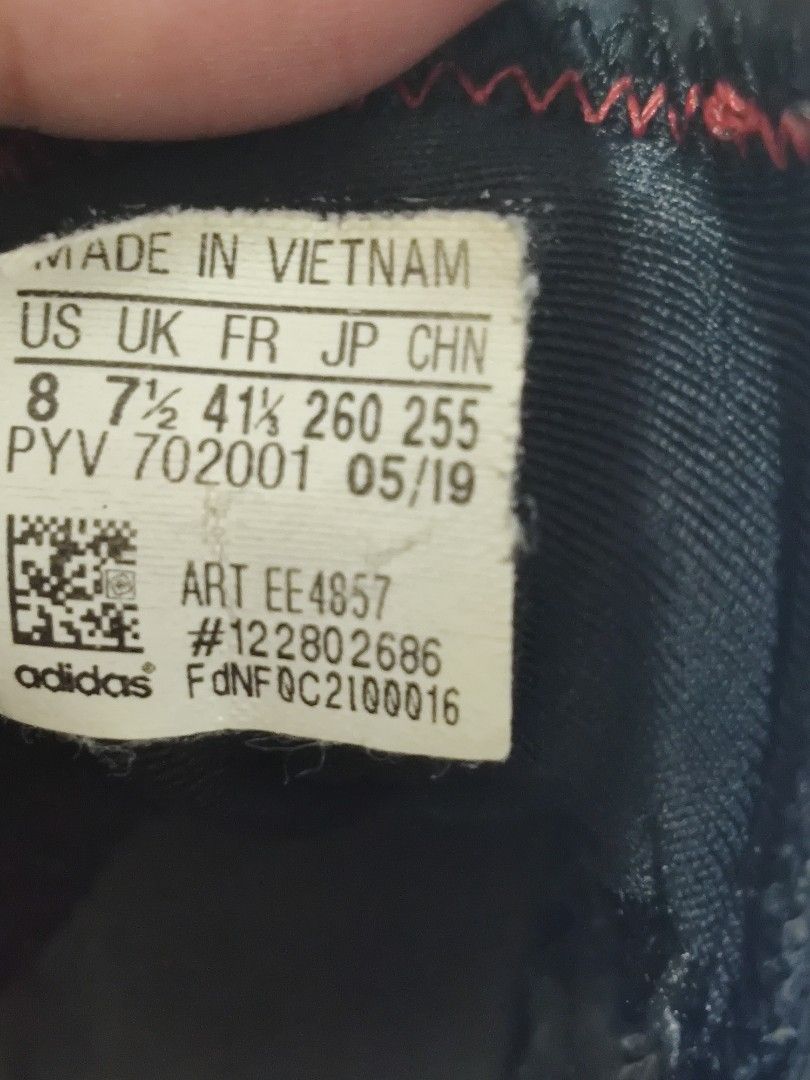 MADE IN VIETNAM
US UK FR JP CHN
8 7½ 41⅓ 260 255
PYV 702001 05/19
ART EE4857
#122802686
adidas®
FdNFQC2100016